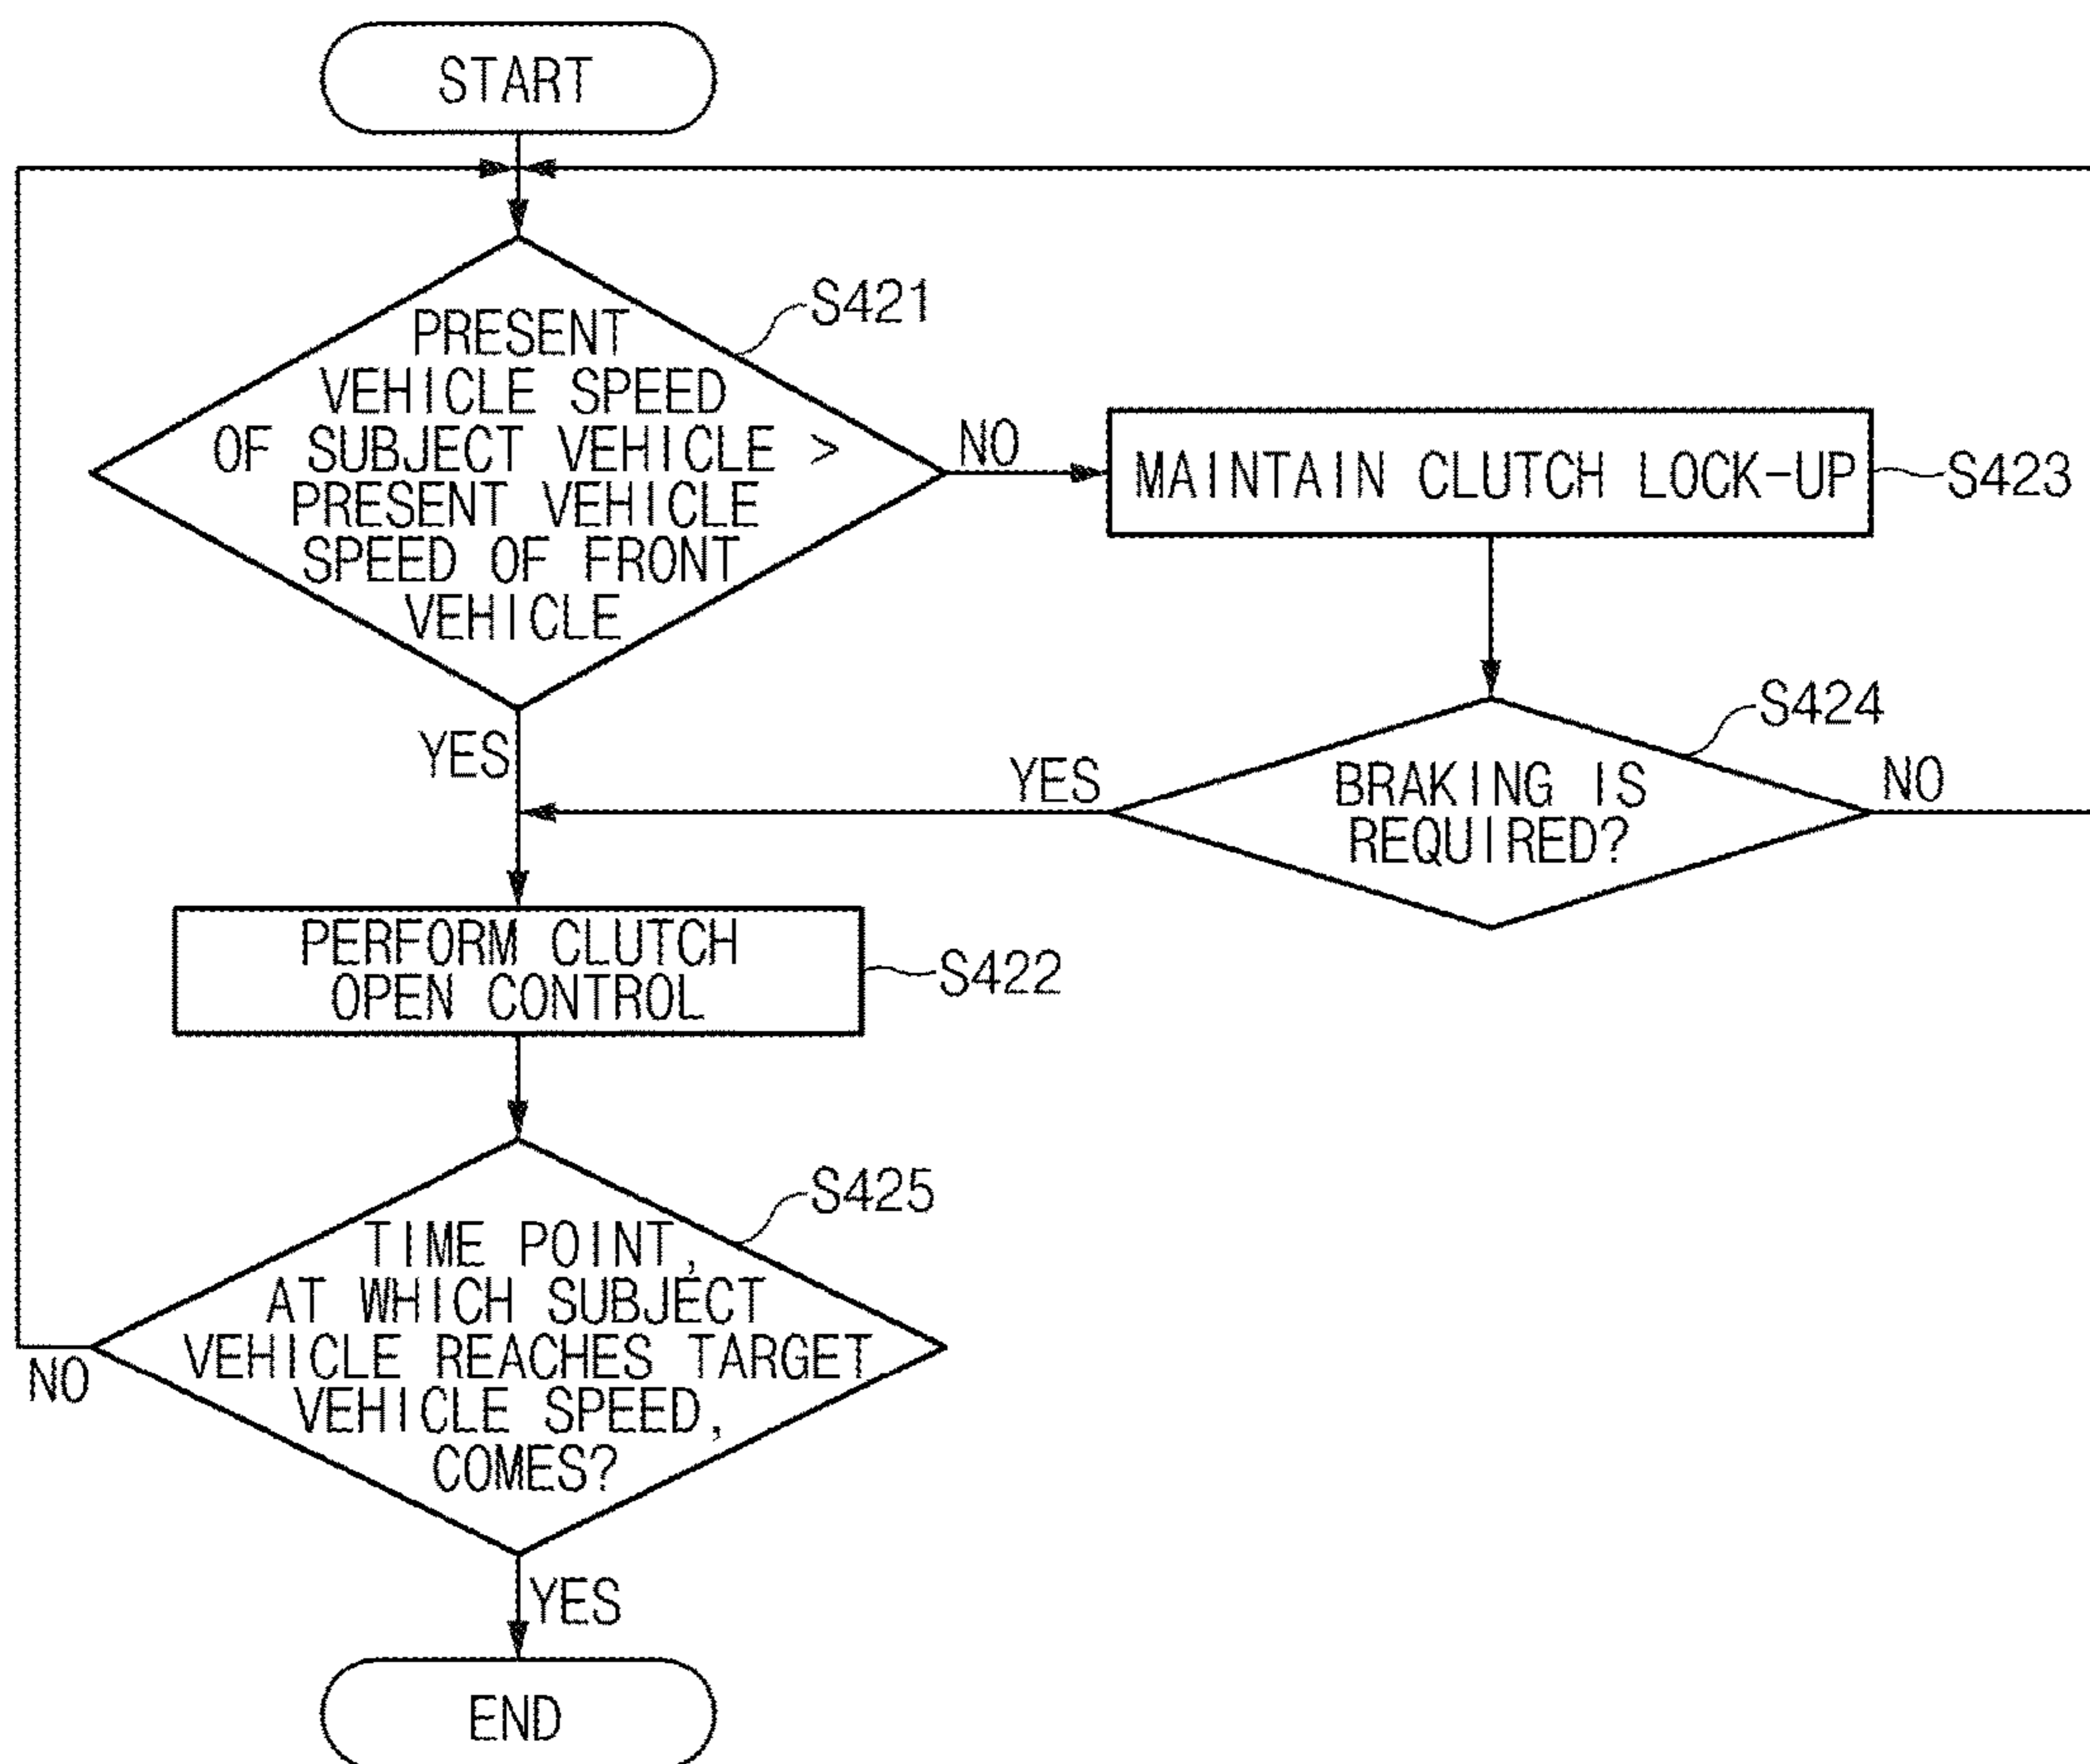 START
S421
PRESENT
VEHICLE SPEED
OF SUBJECT VEHICLE >
PRESENT VEHICLE
SPEED OF FRONT
VEHICLE
NO
MAINTAIN CLUTCH LOCK-UP
S423
YES
S424
BRAKING IS
REQUIRED?
YES
NO
PERFORM CLUTCH
OPEN CONTROL
S422
S425
TIME POINT,
AT WHICH SUBJECT
VEHICLE REACHES TARGET
VEHICLE SPEED,
COMES?
NO
YES
END